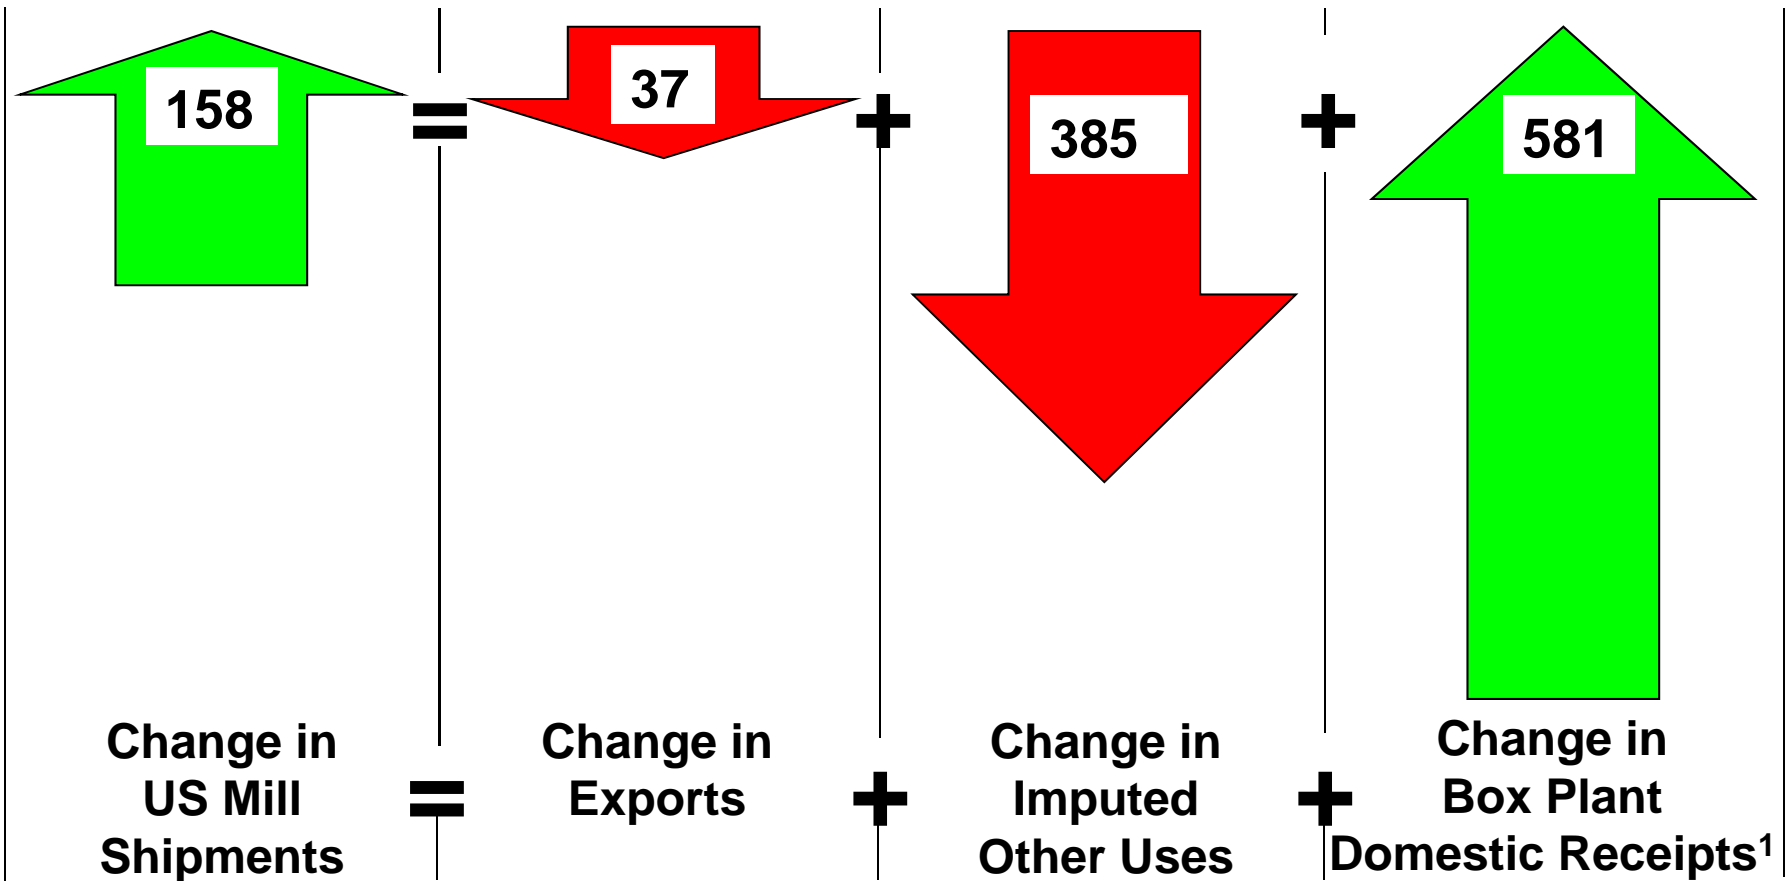 158 = 37 + 385 + 581
Change in
US Mill
Shipments
=
Change in
Exports
+
Change in
Imputed
Other Uses
+
Change in
Box Plant
Domestic Receipts¹